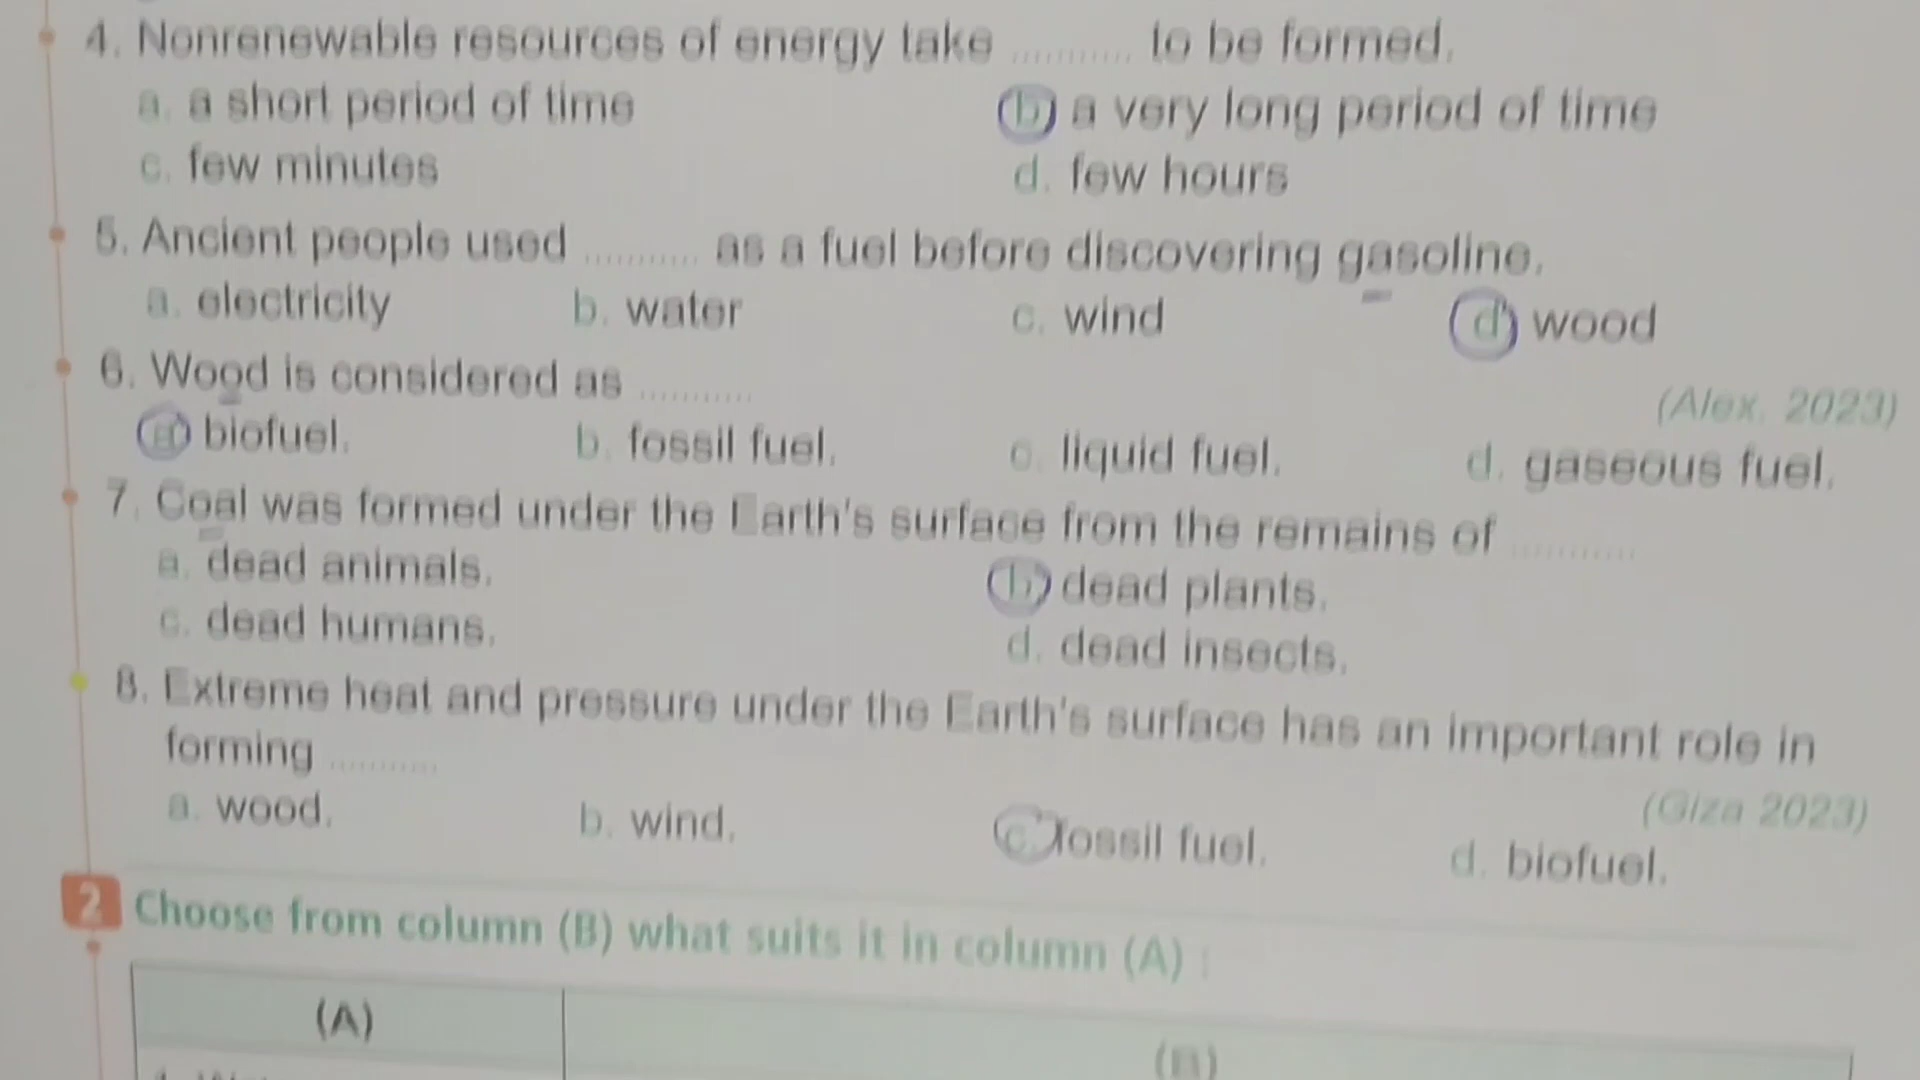 4. Nonrenewable resources of energy take ........... to be formed.
a. a short period of time b. a very long period of time
c. few minutes d. few hours
5. Ancient people used ........... as a fuel before discovering gasoline.
a. electricity b. water c. wind d. wood
6. Wood is considered as ...........
(Alex. 2023)
a. biofuel. b. fossil fuel. c. liquid fuel. d. gaseous fuel.
7. Coal was formed under the Earth's surface from the remains of ...........
a. dead animals. b. dead plants.
c. dead humans. d. dead insects.
8. Extreme heat and pressure under the Earth's surface has an important role in
forming ...........
(Giza 2023)
a. wood. b. wind. c. fossil fuel. d. biofuel.
2 Choose from column (B) what suits it in column (A) :
(A) (B)